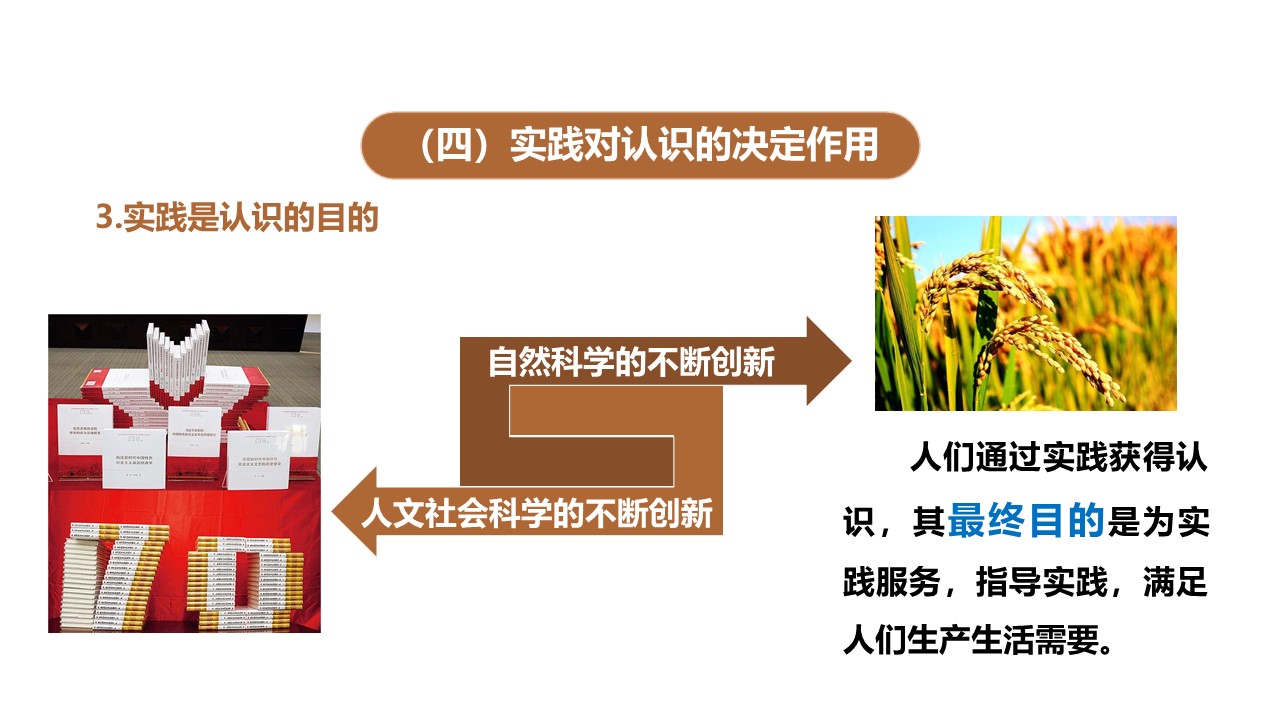 （四）实践对认识的决定作用
3.实践是认识的目的
自然科学的不断创新
人文社会科学的不断创新
人们通过实践获得认
识，其最终目的是为实
践服务，指导实践，满足
人们生产生活需要。